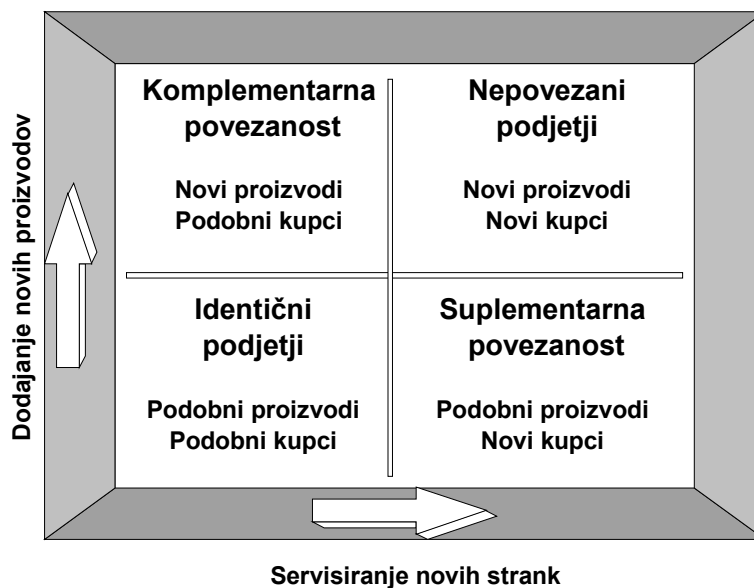 Dodajanje novih proizvodov
Komplementarna
povezanost
Novi proizvodi
Podobni kupci
Nepovezani
podjetji
Novi proizvodi
Novi kupci
Identični
podjetji
Podobni proizvodi
Podobni kupci
Suplementarna
povezanost
Podobni proizvodi
Novi kupci
Servisiranje novih strank